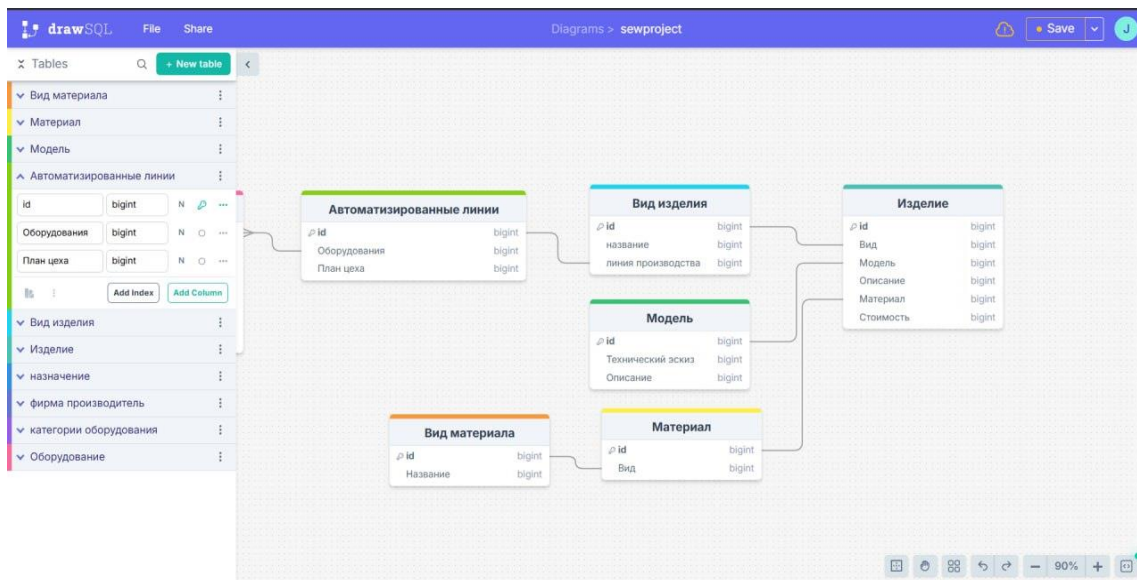 drawSQL File Share Diagrams > sewproject Save J
Tables + New table
Вид материала
Материал
Модель
Автоматизированные линии
id bigint N
Оборудования bigint N
План цеха bigint N
Add Index Add Column
Вид изделия
Изделие
назначение
фирма производитель
категории оборудования
Оборудование
Автоматизированные линии
id bigint
Оборудования bigint
План цеха bigint
Вид изделия
id bigint
название bigint
линия производства bigint
Изделие
id bigint
Вид bigint
Модель bigint
Описание bigint
Материал bigint
Стоимость bigint
Модель
id bigint
Технический эскиз bigint
Описание bigint
Вид материала
id bigint
Название bigint
Материал
id bigint
Вид bigint
90%